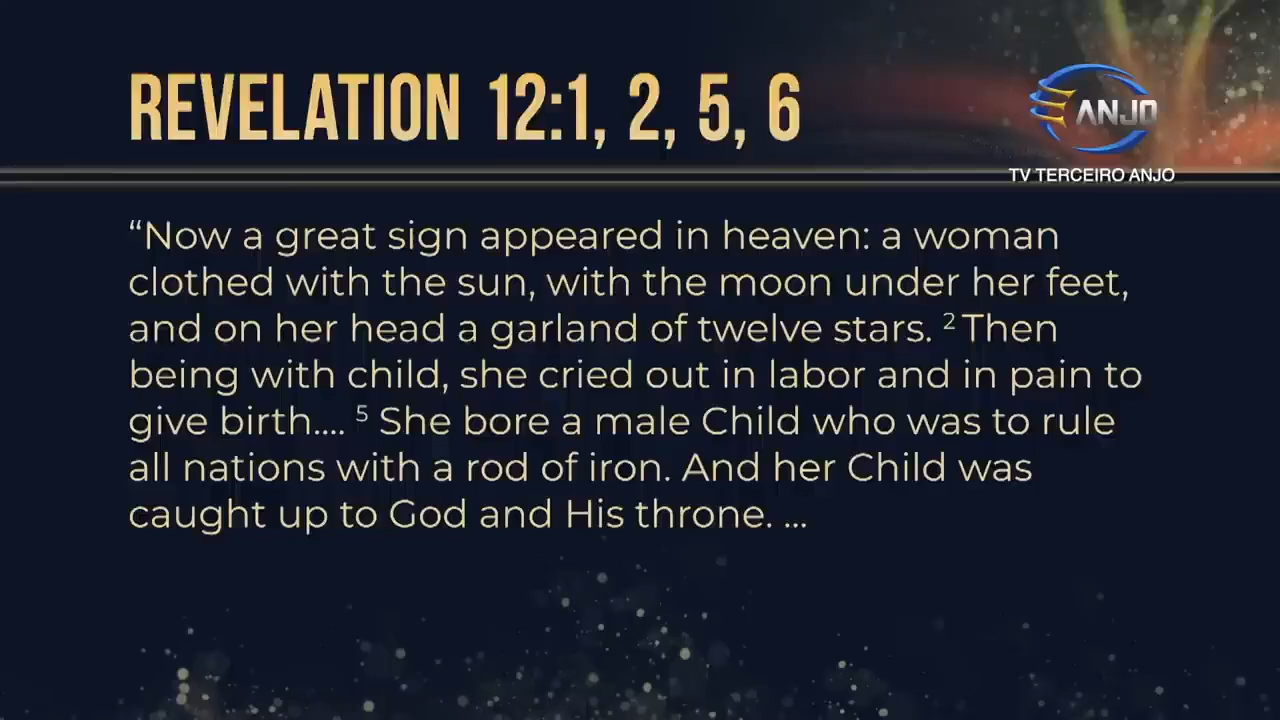 REVELATION 12:1, 2, 5, 6
ANJO
TV TERCEIRO ANJO
“Now a great sign appeared in heaven: a woman
clothed with the sun, with the moon under her feet,
and on her head a garland of twelve stars. ² Then
being with child, she cried out in labor and in pain to
give birth.... ⁵ She bore a male Child who was to rule
all nations with a rod of iron. And her Child was
caught up to God and His throne. ...